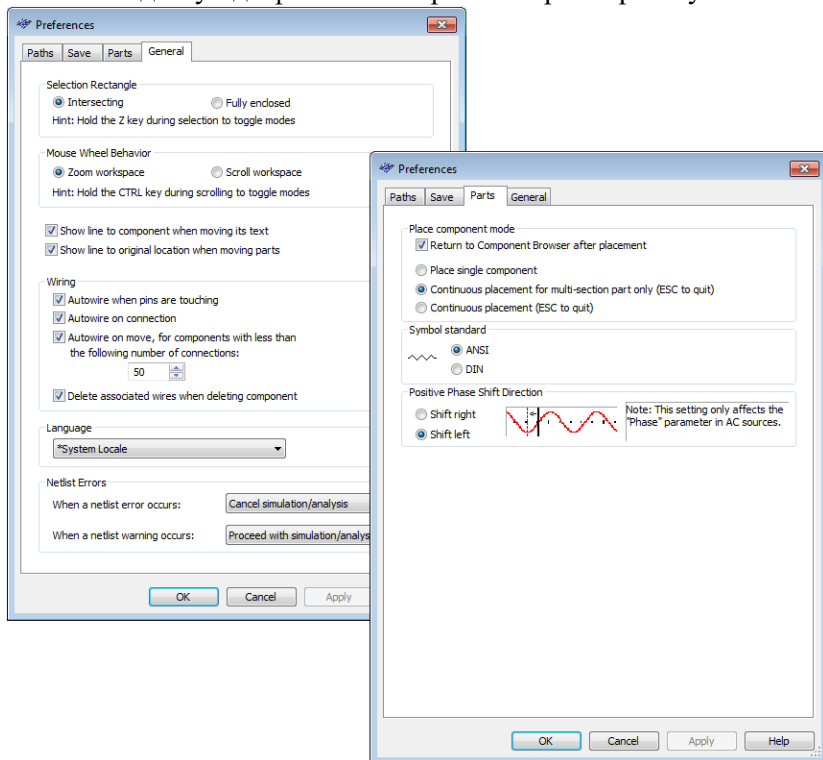 Preferences
Paths Save Parts General
Selection Rectangle
Intersecting Fully enclosed
Hint: Hold the Z key during selection to toggle modes
Mouse Wheel Behavior
Zoom workspace Scroll workspace
Hint: Hold the CTRL key during scrolling to toggle modes
Show line to component when moving its text
Show line to original location when moving parts
Wiring
Autowire when pins are touching
Autowire on connection
Autowire on move, for components with less than
the following number of connections:
50
Delete associated wires when deleting component
Language
*System Locale
Netlist Errors
When a netlist error occurs: Cancel simulation/analysis
When a netlist warning occurs: Proceed with simulation/analys
OK Cancel Apply
Preferences
Paths Save Parts General
Place component mode
Return to Component Browser after placement
Place single component
Continuous placement for multi-section part only (ESC to quit)
Continuous placement (ESC to quit)
Symbol standard
ANSI
DIN
Positive Phase Shift Direction
Shift right
Shift left
Note: This setting only affects the
"Phase" parameter in AC sources.
OK Cancel Apply Help